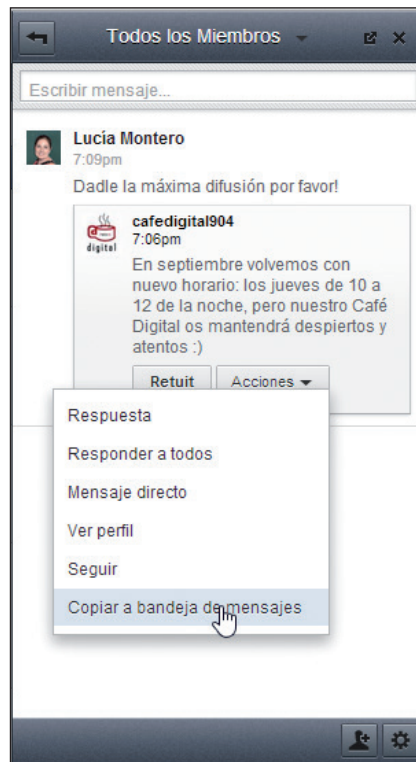 Todos los Miembros
Escribir mensaje...
Lucía Montero
7:09pm
Dadle la máxima difusión por favor!
cafedigital904
7:06pm
digital
En septiembre volvemos con
nuevo horario: los jueves de 10 a
12 de la noche, pero nuestro Café
Digital os mantendrá despiertos y
atentos :)
Retuit Acciones
Respuesta
Responder a todos
Mensaje directo
Ver perfil
Seguir
Copiar a bandeja de mensajes